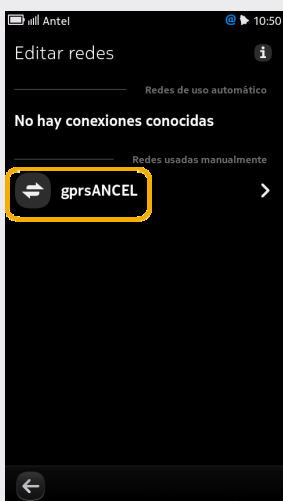 Antel 10:50
Editar redes
Redes de uso automático
No hay conexiones conocidas
Redes usadas manualmente
gprsANCEL